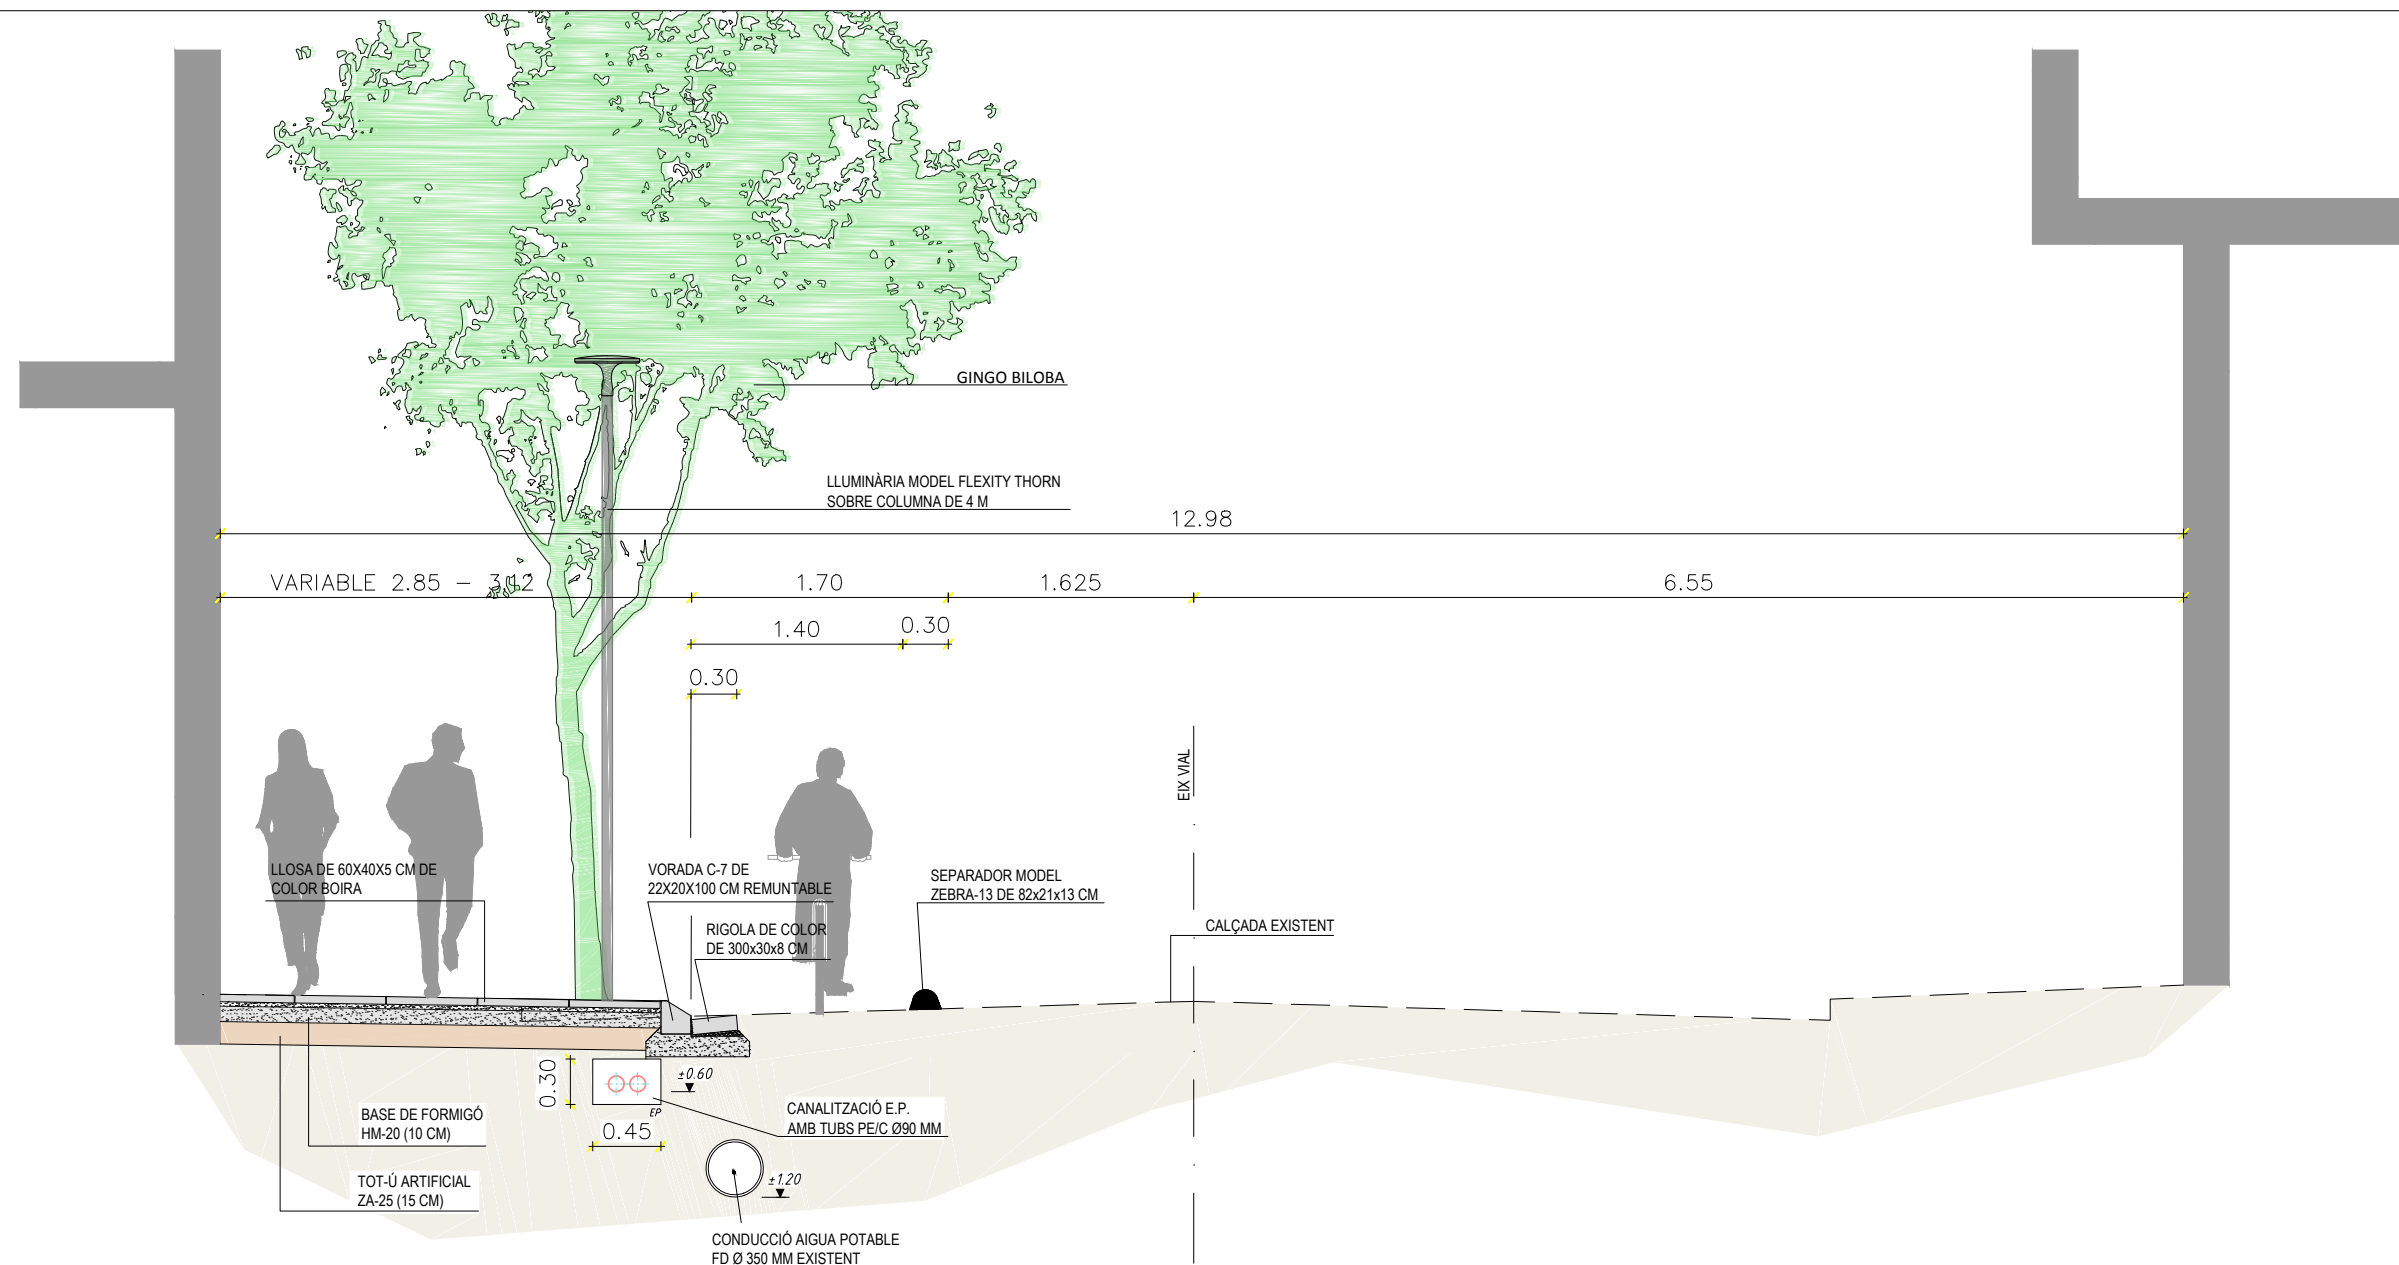 GINGO BILOBA
LLUMINÀRIA MODEL FLEXITY THORN
SOBRE COLUMNA DE 4 M
12.98
VARIABLE 2.85 - 3.12
1.70
1.625
6.55
1.40
0.30
0.30
EIX VIAL
LLOSA DE 60X40X5 CM DE
COLOR BOIRA
VORADA C-7 DE
22X20X100 CM REMUNTABLE
SEPARADOR MODEL
ZEBRA-13 DE 82x21x13 CM
RIGOLA DE COLOR
DE 300x30x8 CM
CALÇADA EXISTENT
0.30
±0.60
EP
BASE DE FORMIGÓ
HM-20 (10 CM)
CANALITZACIÓ E.P.
AMB TUBS PE/C Ø90 MM
0.45
TOT-Ú ARTIFICIAL
ZA-25 (15 CM)
±1.20
CONDUCCIÓ AIGUA POTABLE
FD Ø 350 MM EXISTENT